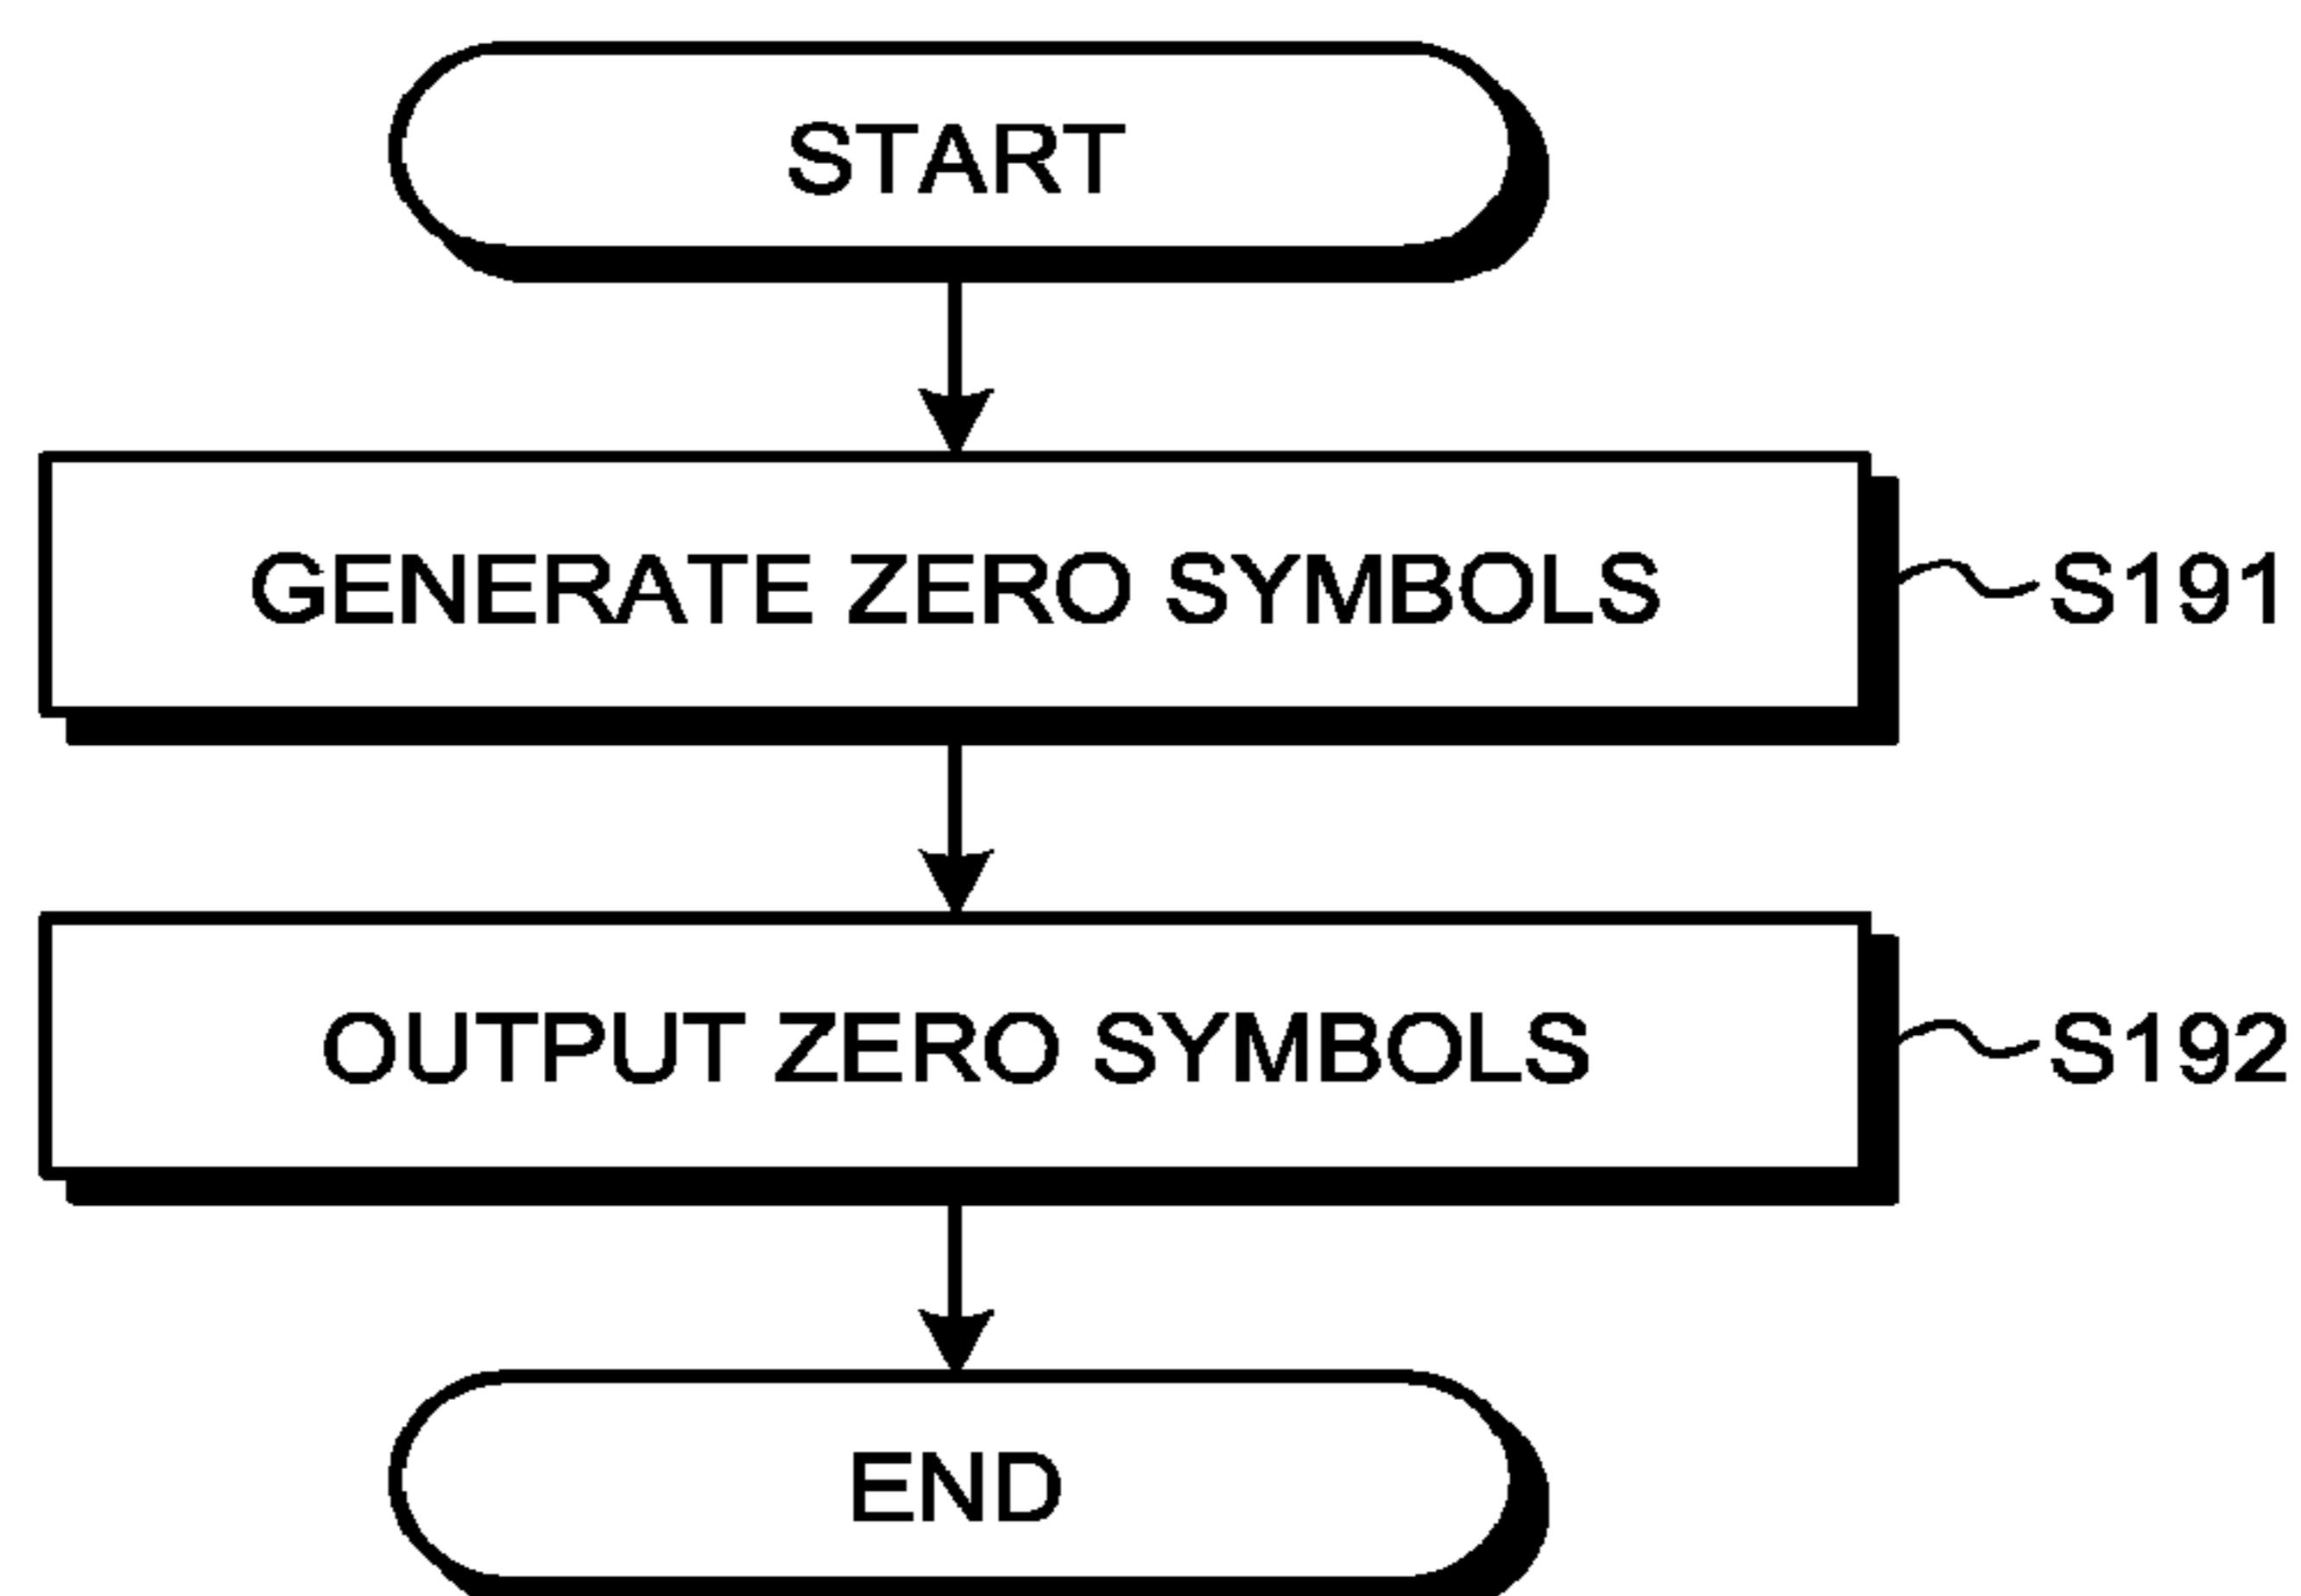 START
GENERATE ZERO SYMBOLS S191
OUTPUT ZERO SYMBOLS S192
END